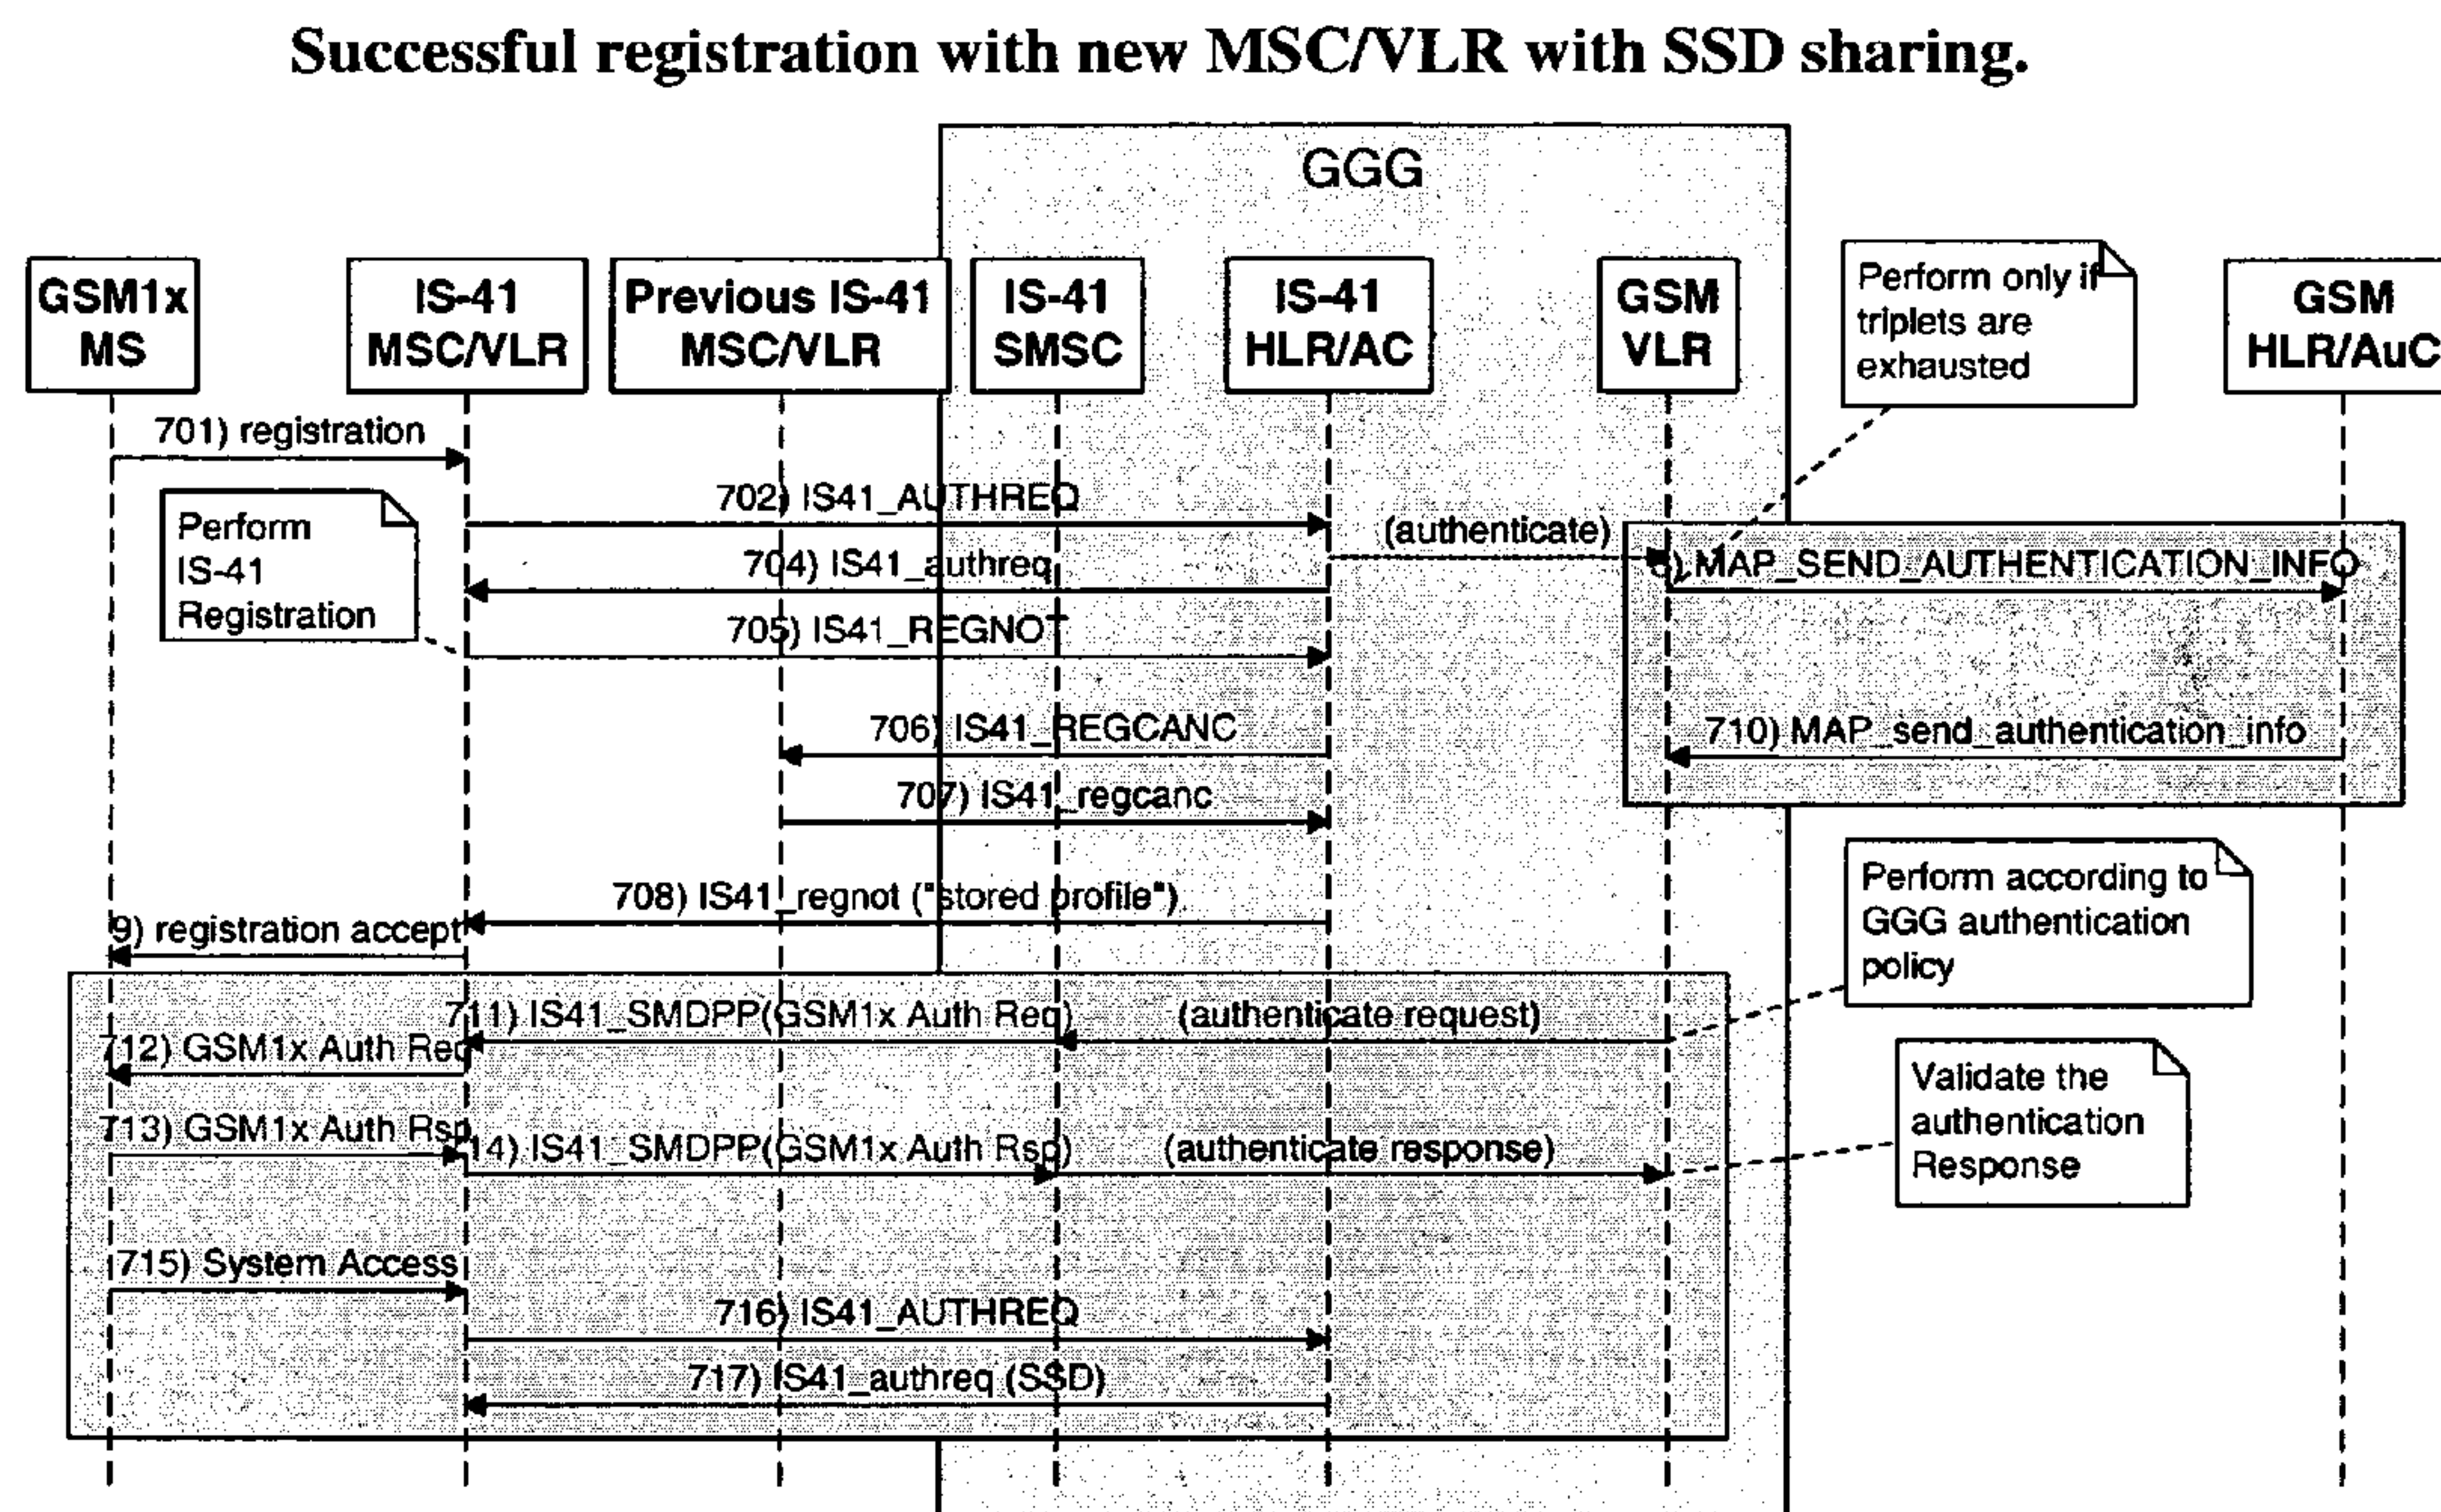 Successful registration with new MSC/VLR with SSD sharing.
GGG
GSM1x
MS
IS-41
MSC/VLR
Previous IS-41
MSC/VLR
IS-41
SMSC
IS-41
HLR/AC
GSM
VLR
Perform only if
triplets are
exhausted
GSM
HLR/AuC
701) registration
702) IS41_AUTHREQ
Perform
IS-41
Registration
(authenticate)
704) IS41_authreq
) MAP_SEND_AUTHENTICATION_INFO
705) IS41_REGNOT
706) IS41_REGCANC
710) MAP_send_authentication_info
707) IS41_regcanc
708) IS41_regnot ("stored profile")
9) registration accept
Perform according to
GGG authentication
policy
711) IS41_SMDPP(GSM1x Auth Req)
(authenticate request)
712) GSM1x Auth Req
Validate the
authentication
Response
713) GSM1x Auth Rsp
14) IS41_SMDPP(GSM1x Auth Rsp)
(authenticate response)
715) System Access
716) IS41_AUTHREQ
717) IS41_authreq (SSD)